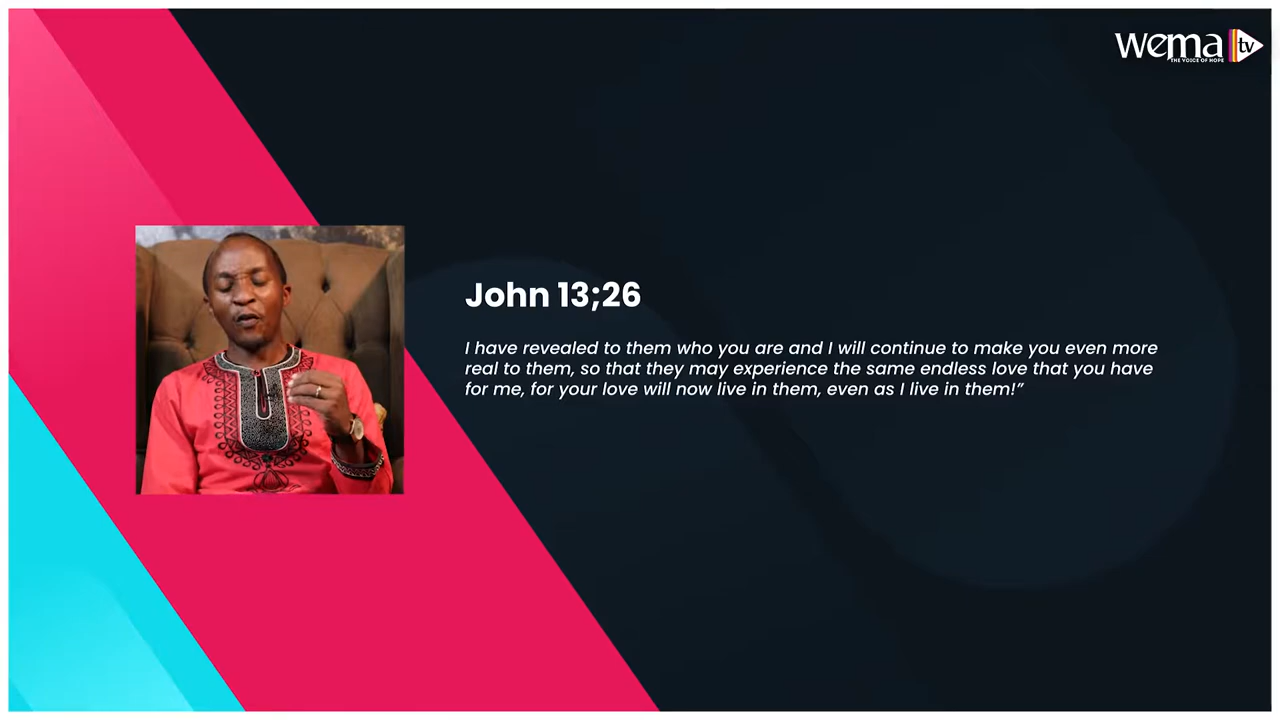 wema tv
THE VOICE OF HOPE
John 13;26
I have revealed to them who you are and I will continue to make you even more
real to them, so that they may experience the same endless love that you have
for me, for your love will now live in them, even as I live in them!”